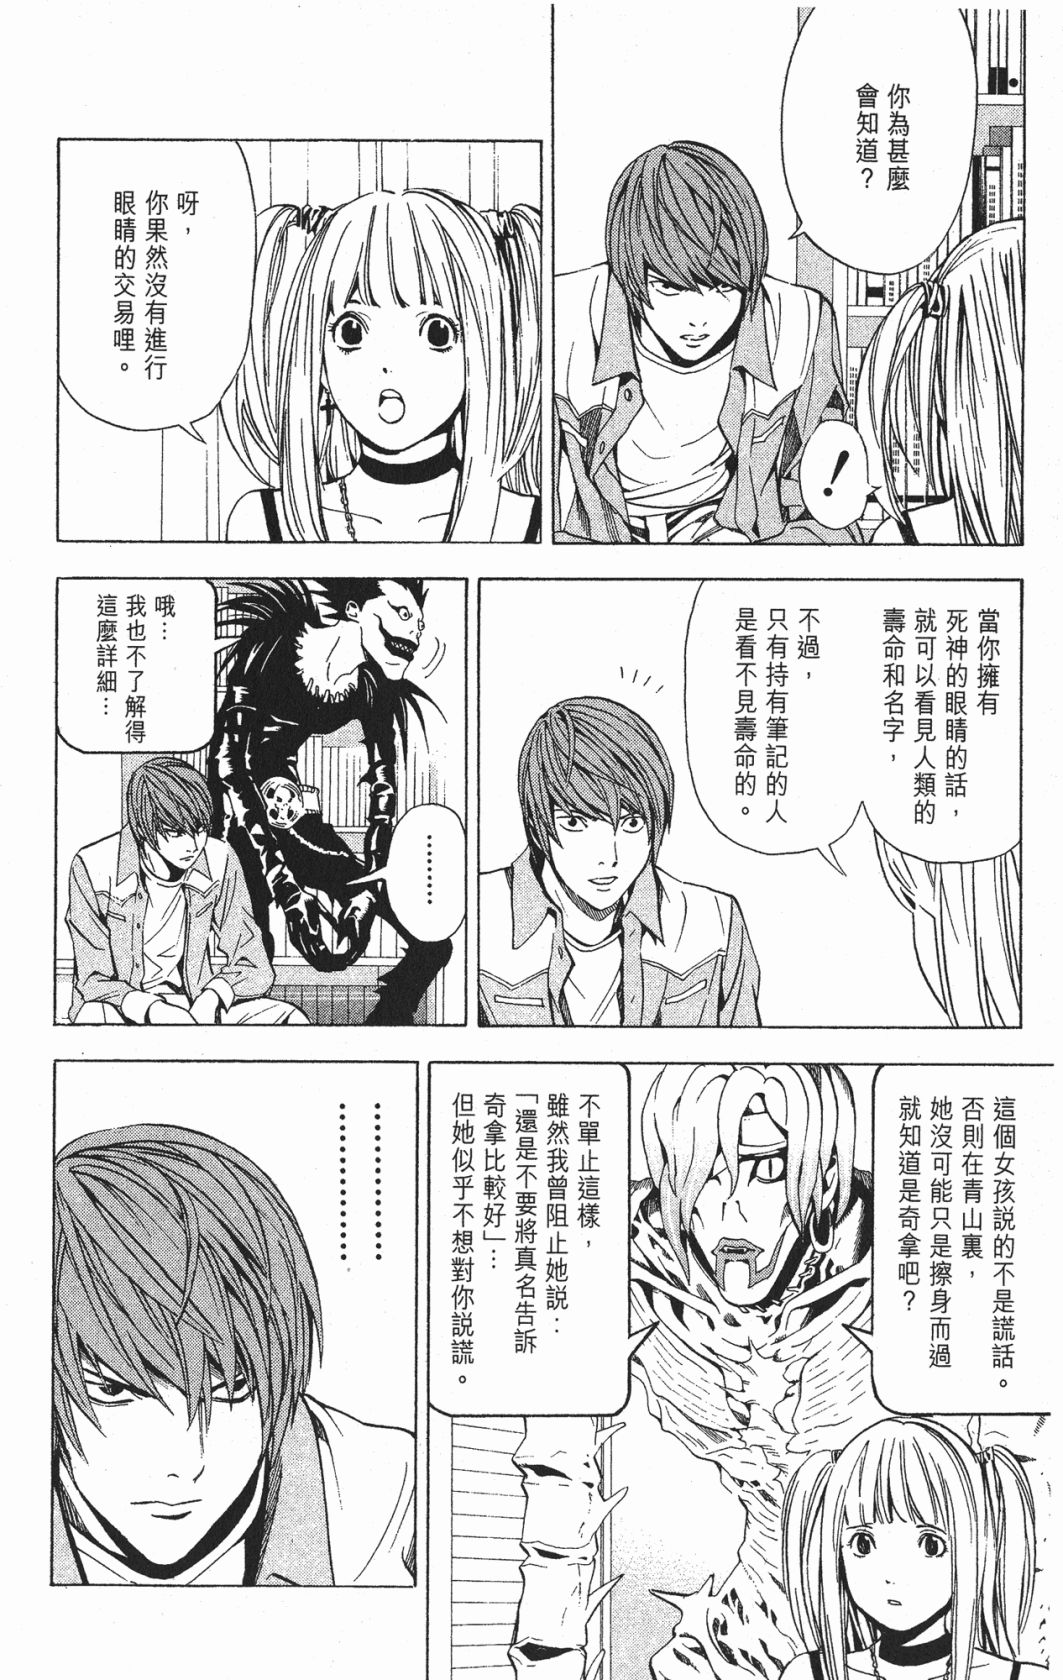 你為甚麼
會知道？
！
呀，
你果然沒有進行
眼睛的交易哩。
當你擁有
死神的眼睛的話，
就可以看見人類的
壽命和名字，
不過，
只有持有筆記的人
是看不見壽命的。
………
哦…
我也不了解得
這麼詳細…
這個女孩說的不是謊話。
否則在青山裏，
她沒可能只是擦身而過
就知道是奇拿吧？
不單止這樣，
雖然我曾阻止她說：
「還是不要將真名告訴
奇拿比較好」…
但她似乎不想對你說謊。
………………
………………